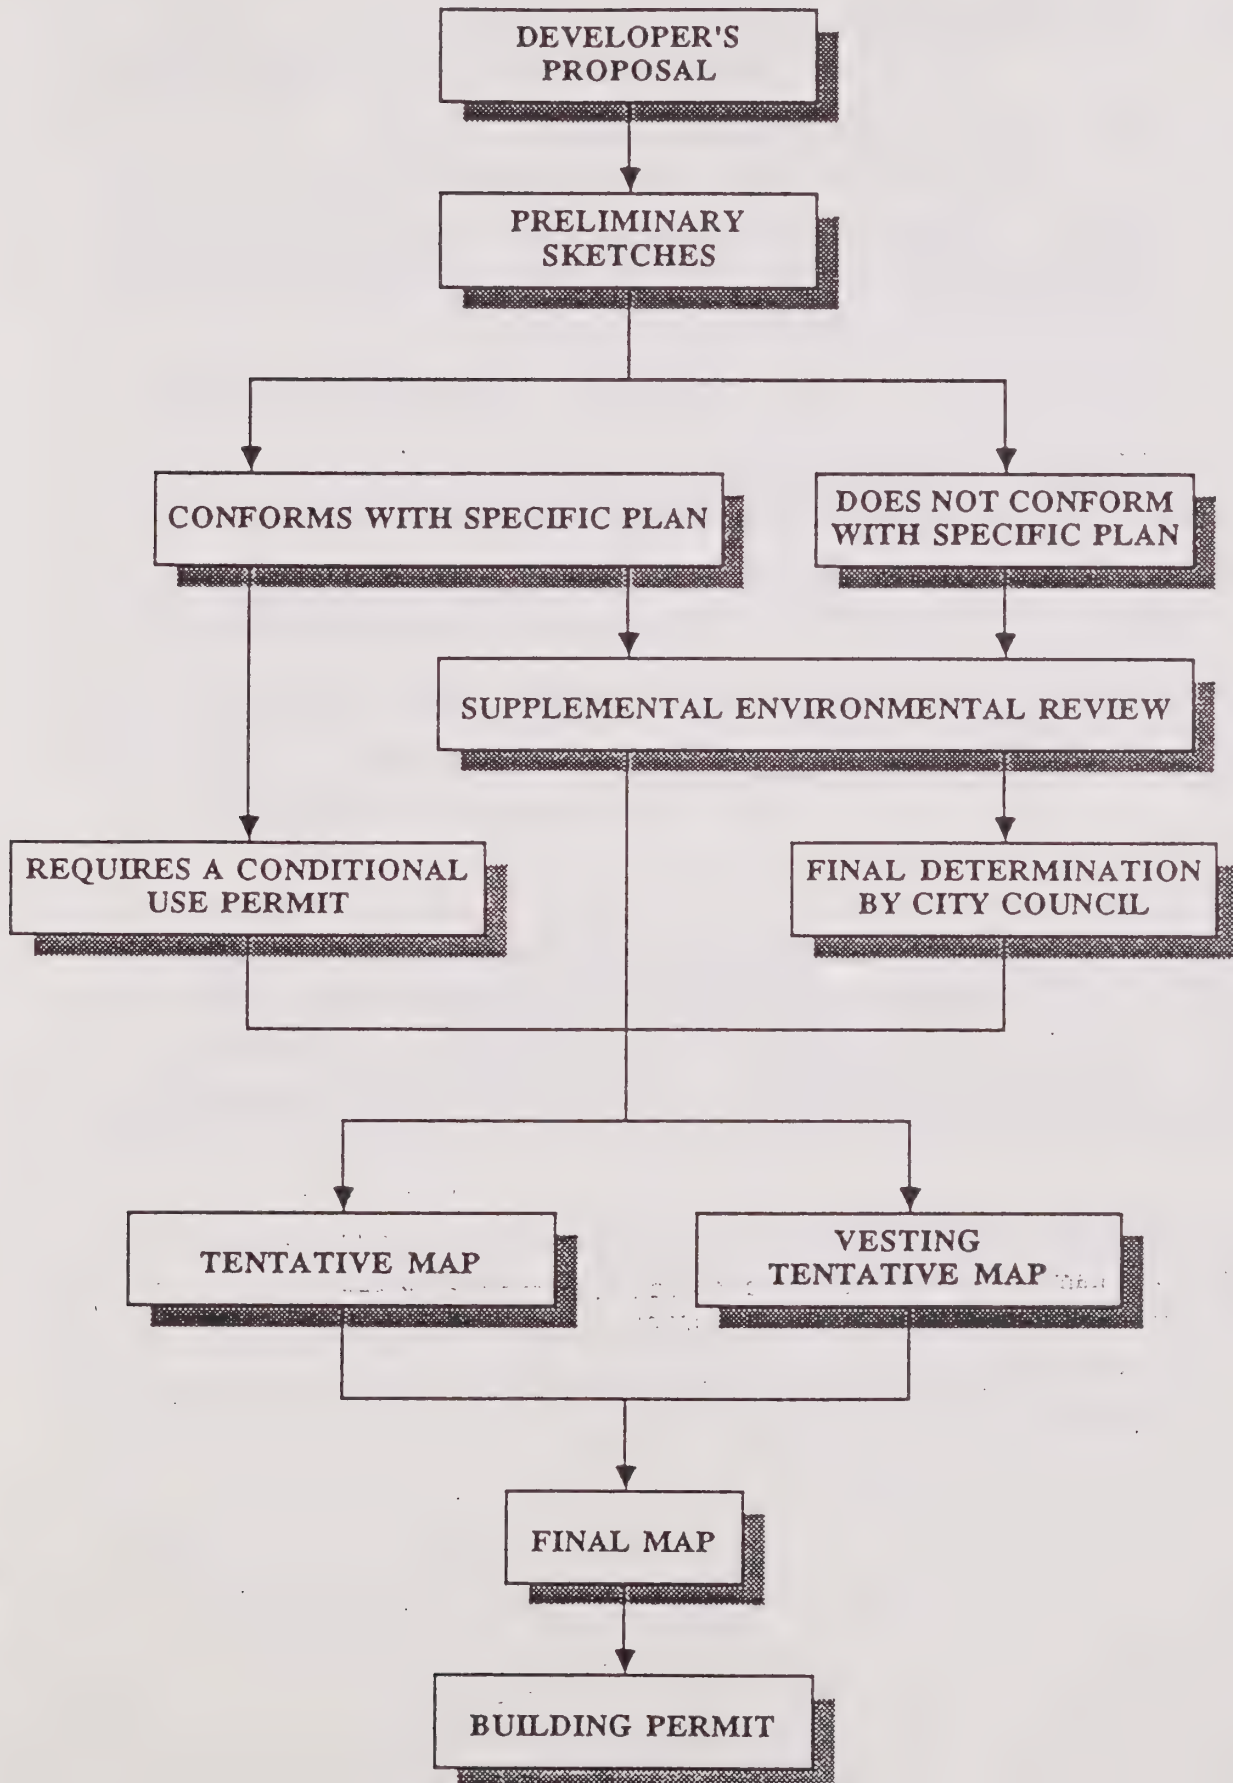 DEVELOPER'S
PROPOSAL
PRELIMINARY
SKETCHES
CONFORMS WITH SPECIFIC PLAN
DOES NOT CONFORM
WITH SPECIFIC PLAN
SUPPLEMENTAL ENVIRONMENTAL REVIEW
REQUIRES A CONDITIONAL
USE PERMIT
FINAL DETERMINATION
BY CITY COUNCIL
TENTATIVE MAP
VESTING
TENTATIVE MAP
FINAL MAP
BUILDING PERMIT